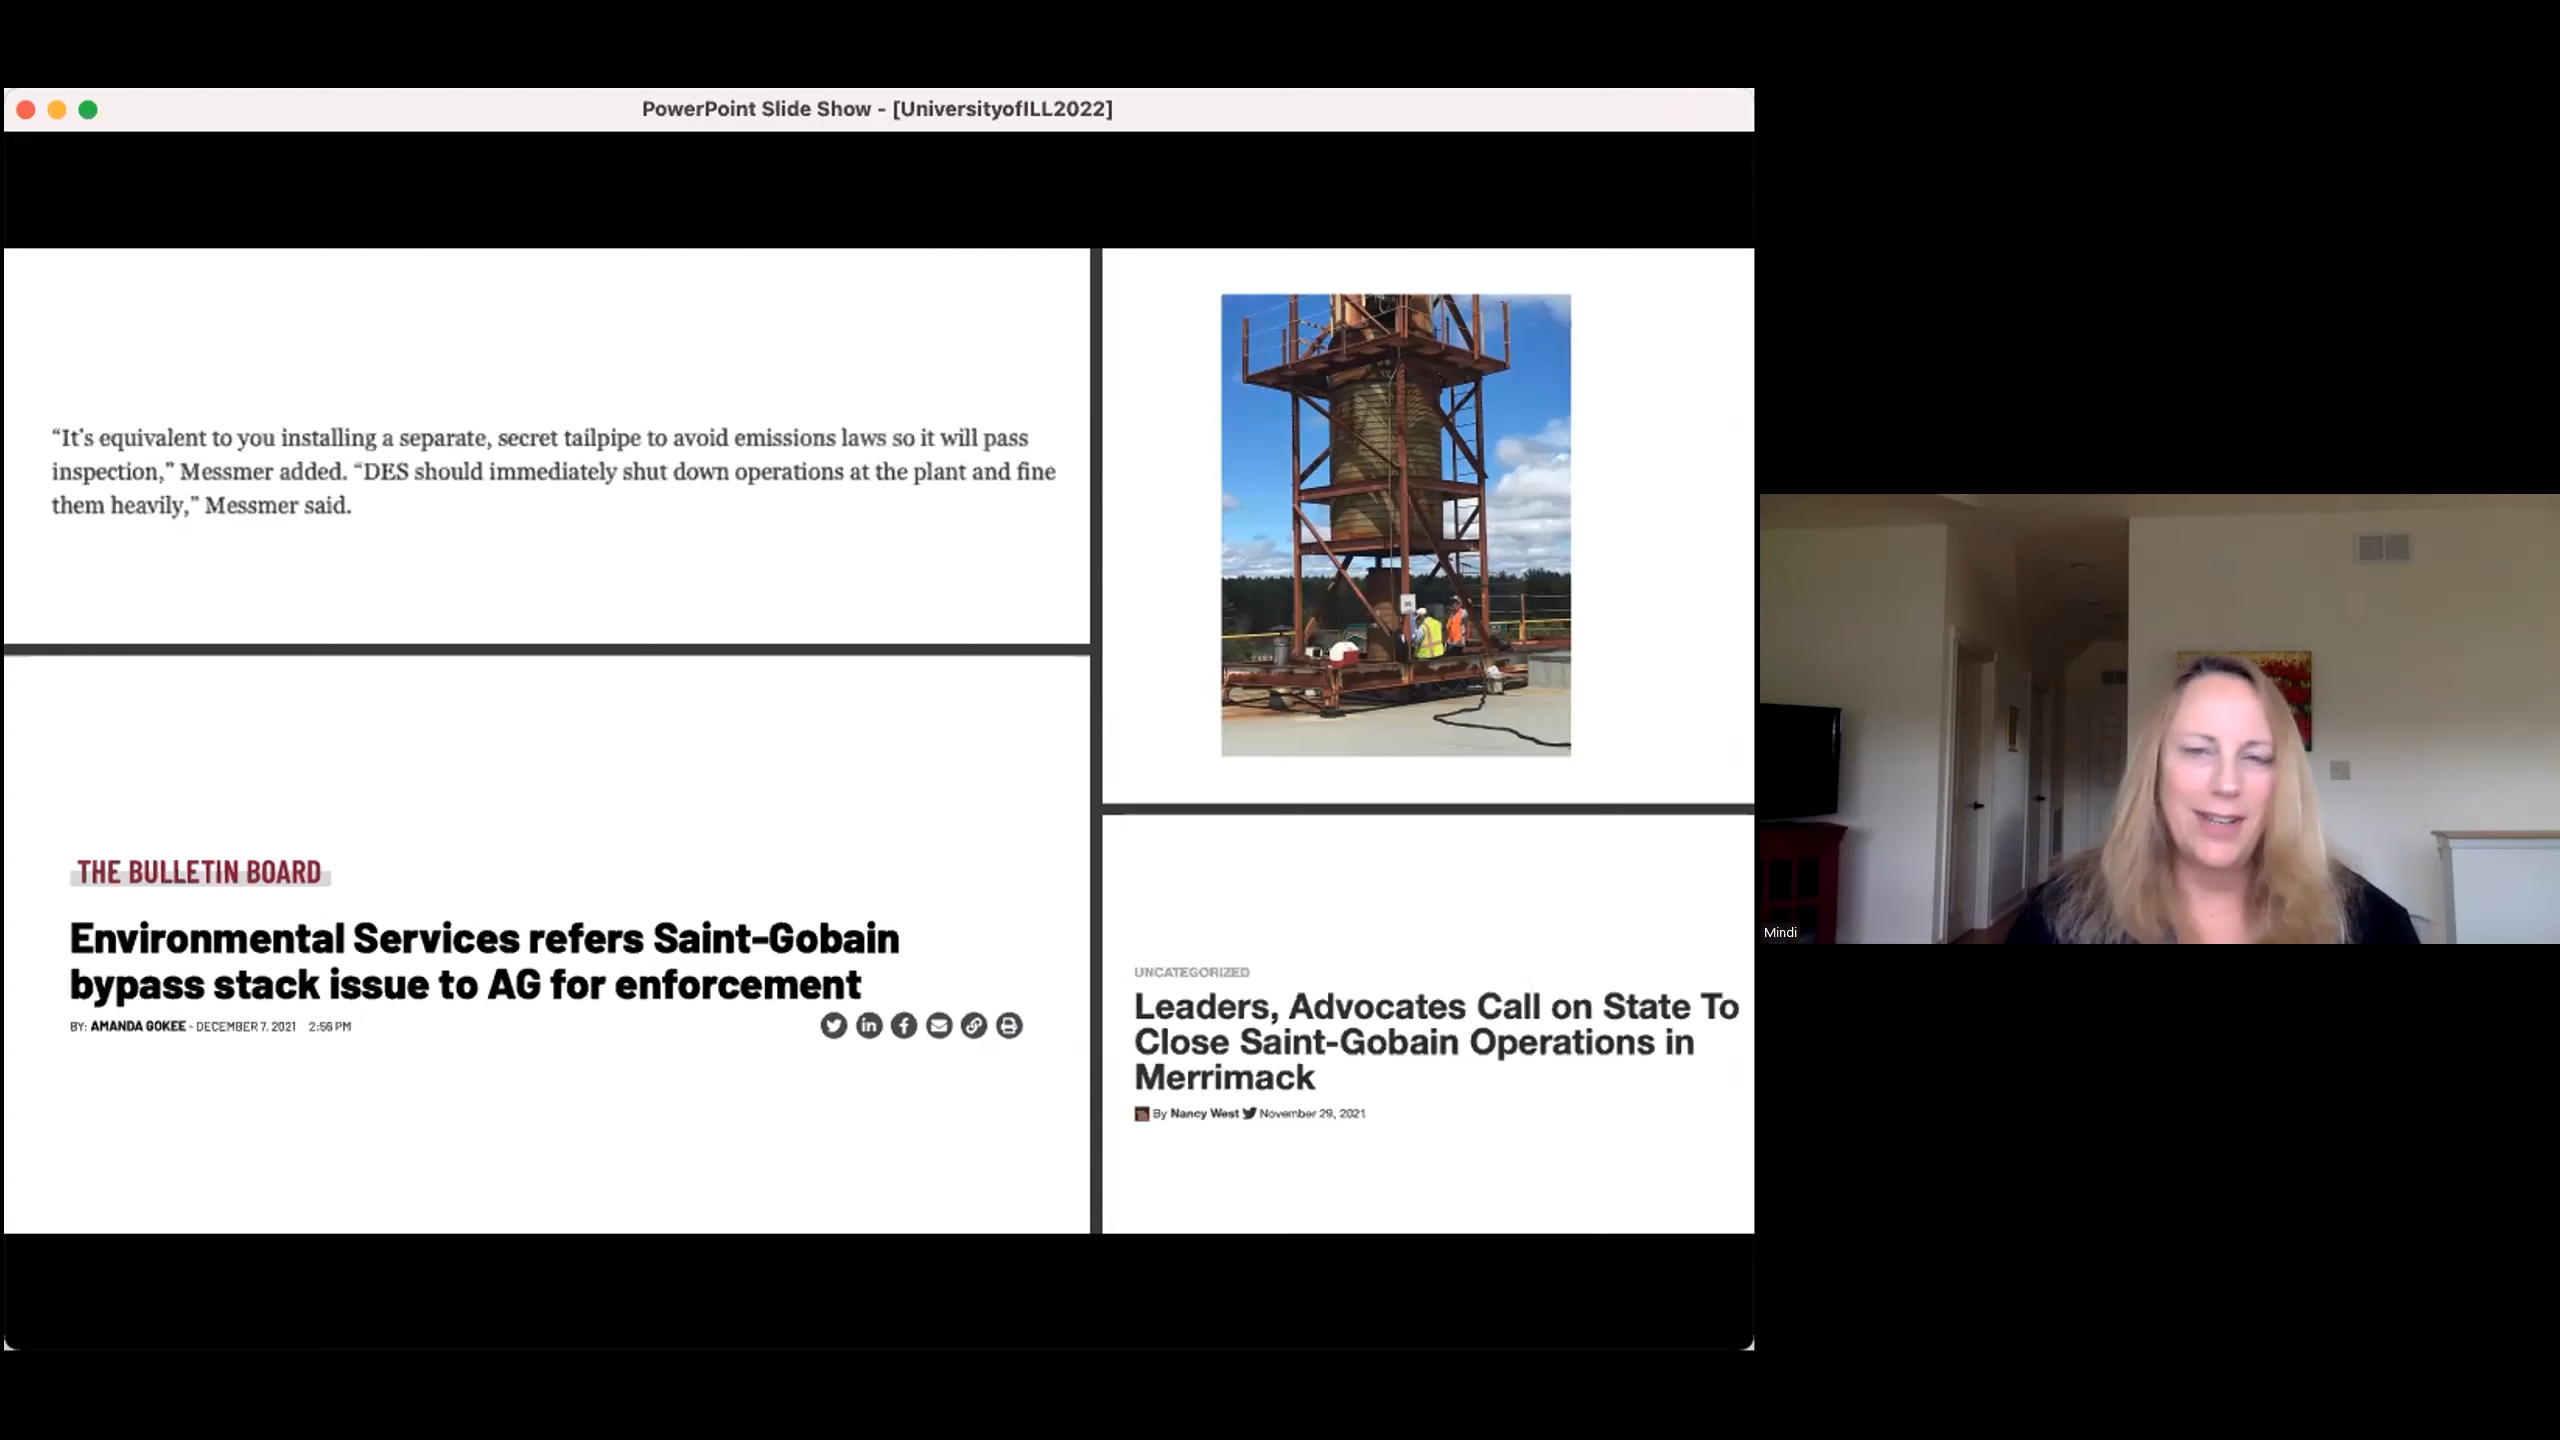 PowerPoint Slide Show - [UniversityofILL2022]
“It’s equivalent to you installing a separate, secret tailpipe to avoid emissions laws so it will pass
inspection,” Messmer added. “DES should immediately shut down operations at the plant and fine
them heavily,” Messmer said.
THE BULLETIN BOARD
Environmental Services refers Saint-Gobain
bypass stack issue to AG for enforcement
BY: AMANDA GOKEE - DECEMBER 7, 2021 2:56 PM
UNCATEGORIZED
Leaders, Advocates Call on State To
Close Saint-Gobain Operations in
Merrimack
By Nancy West November 29, 2021
Mindi